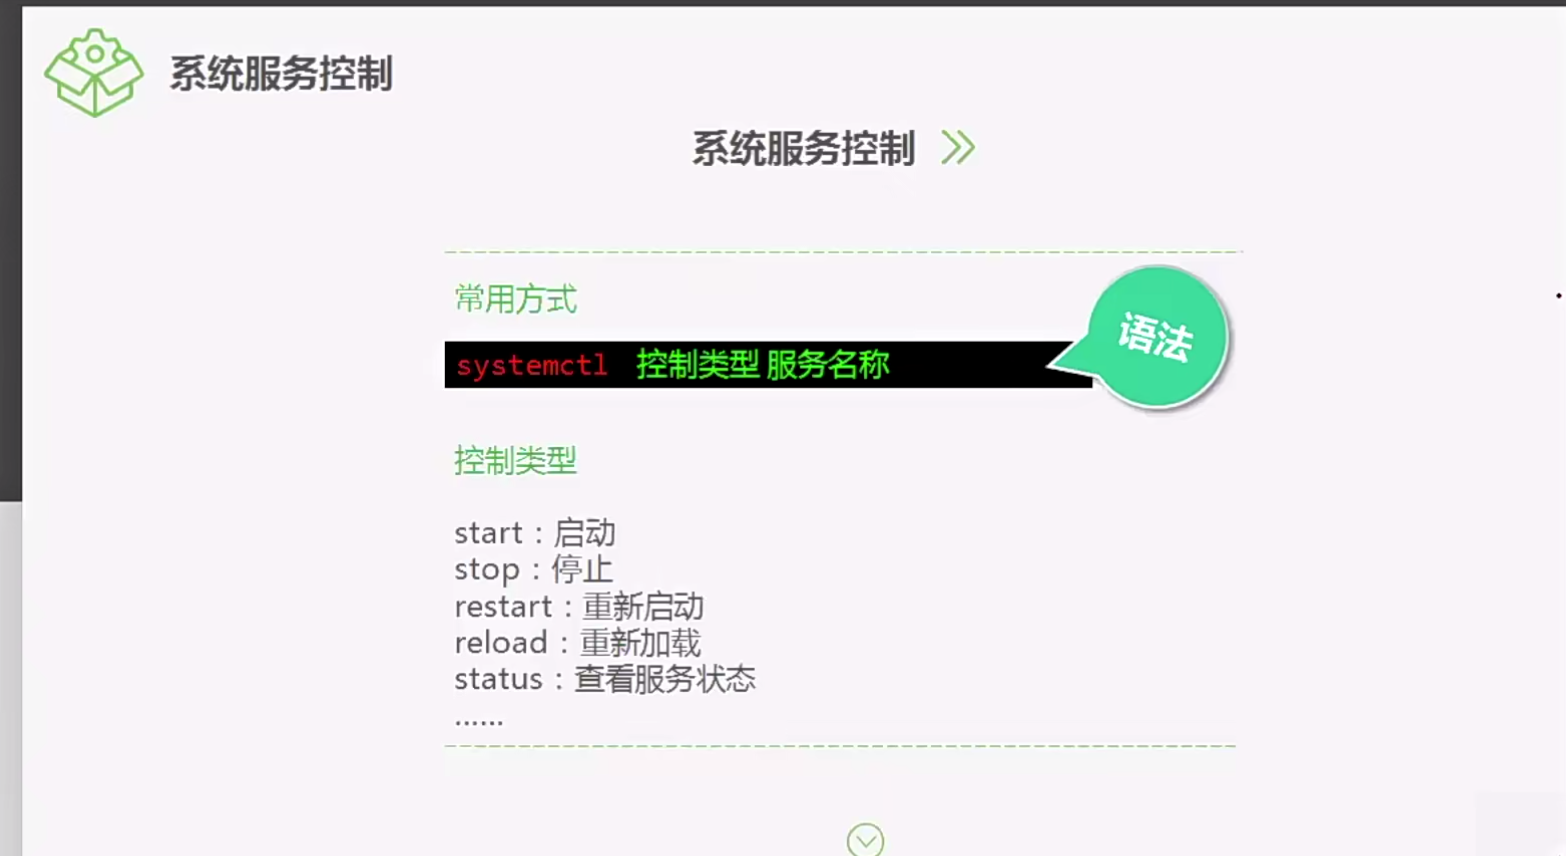 系统服务控制
系统服务控制
常用方式
systemctl 控制类型 服务名称
语法
控制类型
start：启动
stop：停止
restart：重新启动
reload：重新加载
status：查看服务状态
……